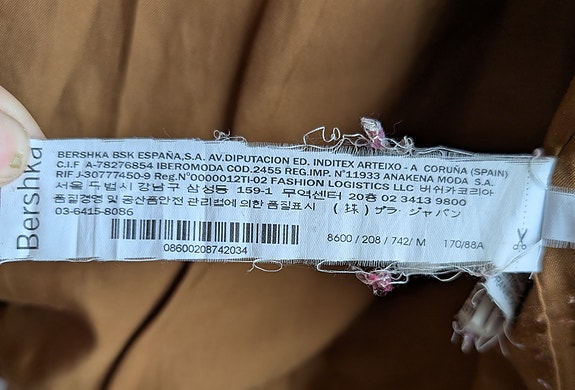 Bershka
BERSHKA BSK ESPAÑA,S.A. AV.DIPUTACION ED. INDITEX ARTEIXO - A CORUÑA (SPAIN)
C.I.F A-78276854 IBEROMODA COD.2455 REG.IMP. N°11933 ANAKENA MODA S.A.
RIF J-30777450-9 Reg.N°0000012TI-02 FASHION LOGISTICS LLC 버쉬카코리아
서울 특별시 강남구 삼성동 159-1 무역센터 20층 02 3413 9800
품질경영 및 공산품안전 관리법에 의한 품질표시 (株) ザラ ジャパン
03-6415-8086
08600208742034
8600 / 208 / 742 / M 170/88A